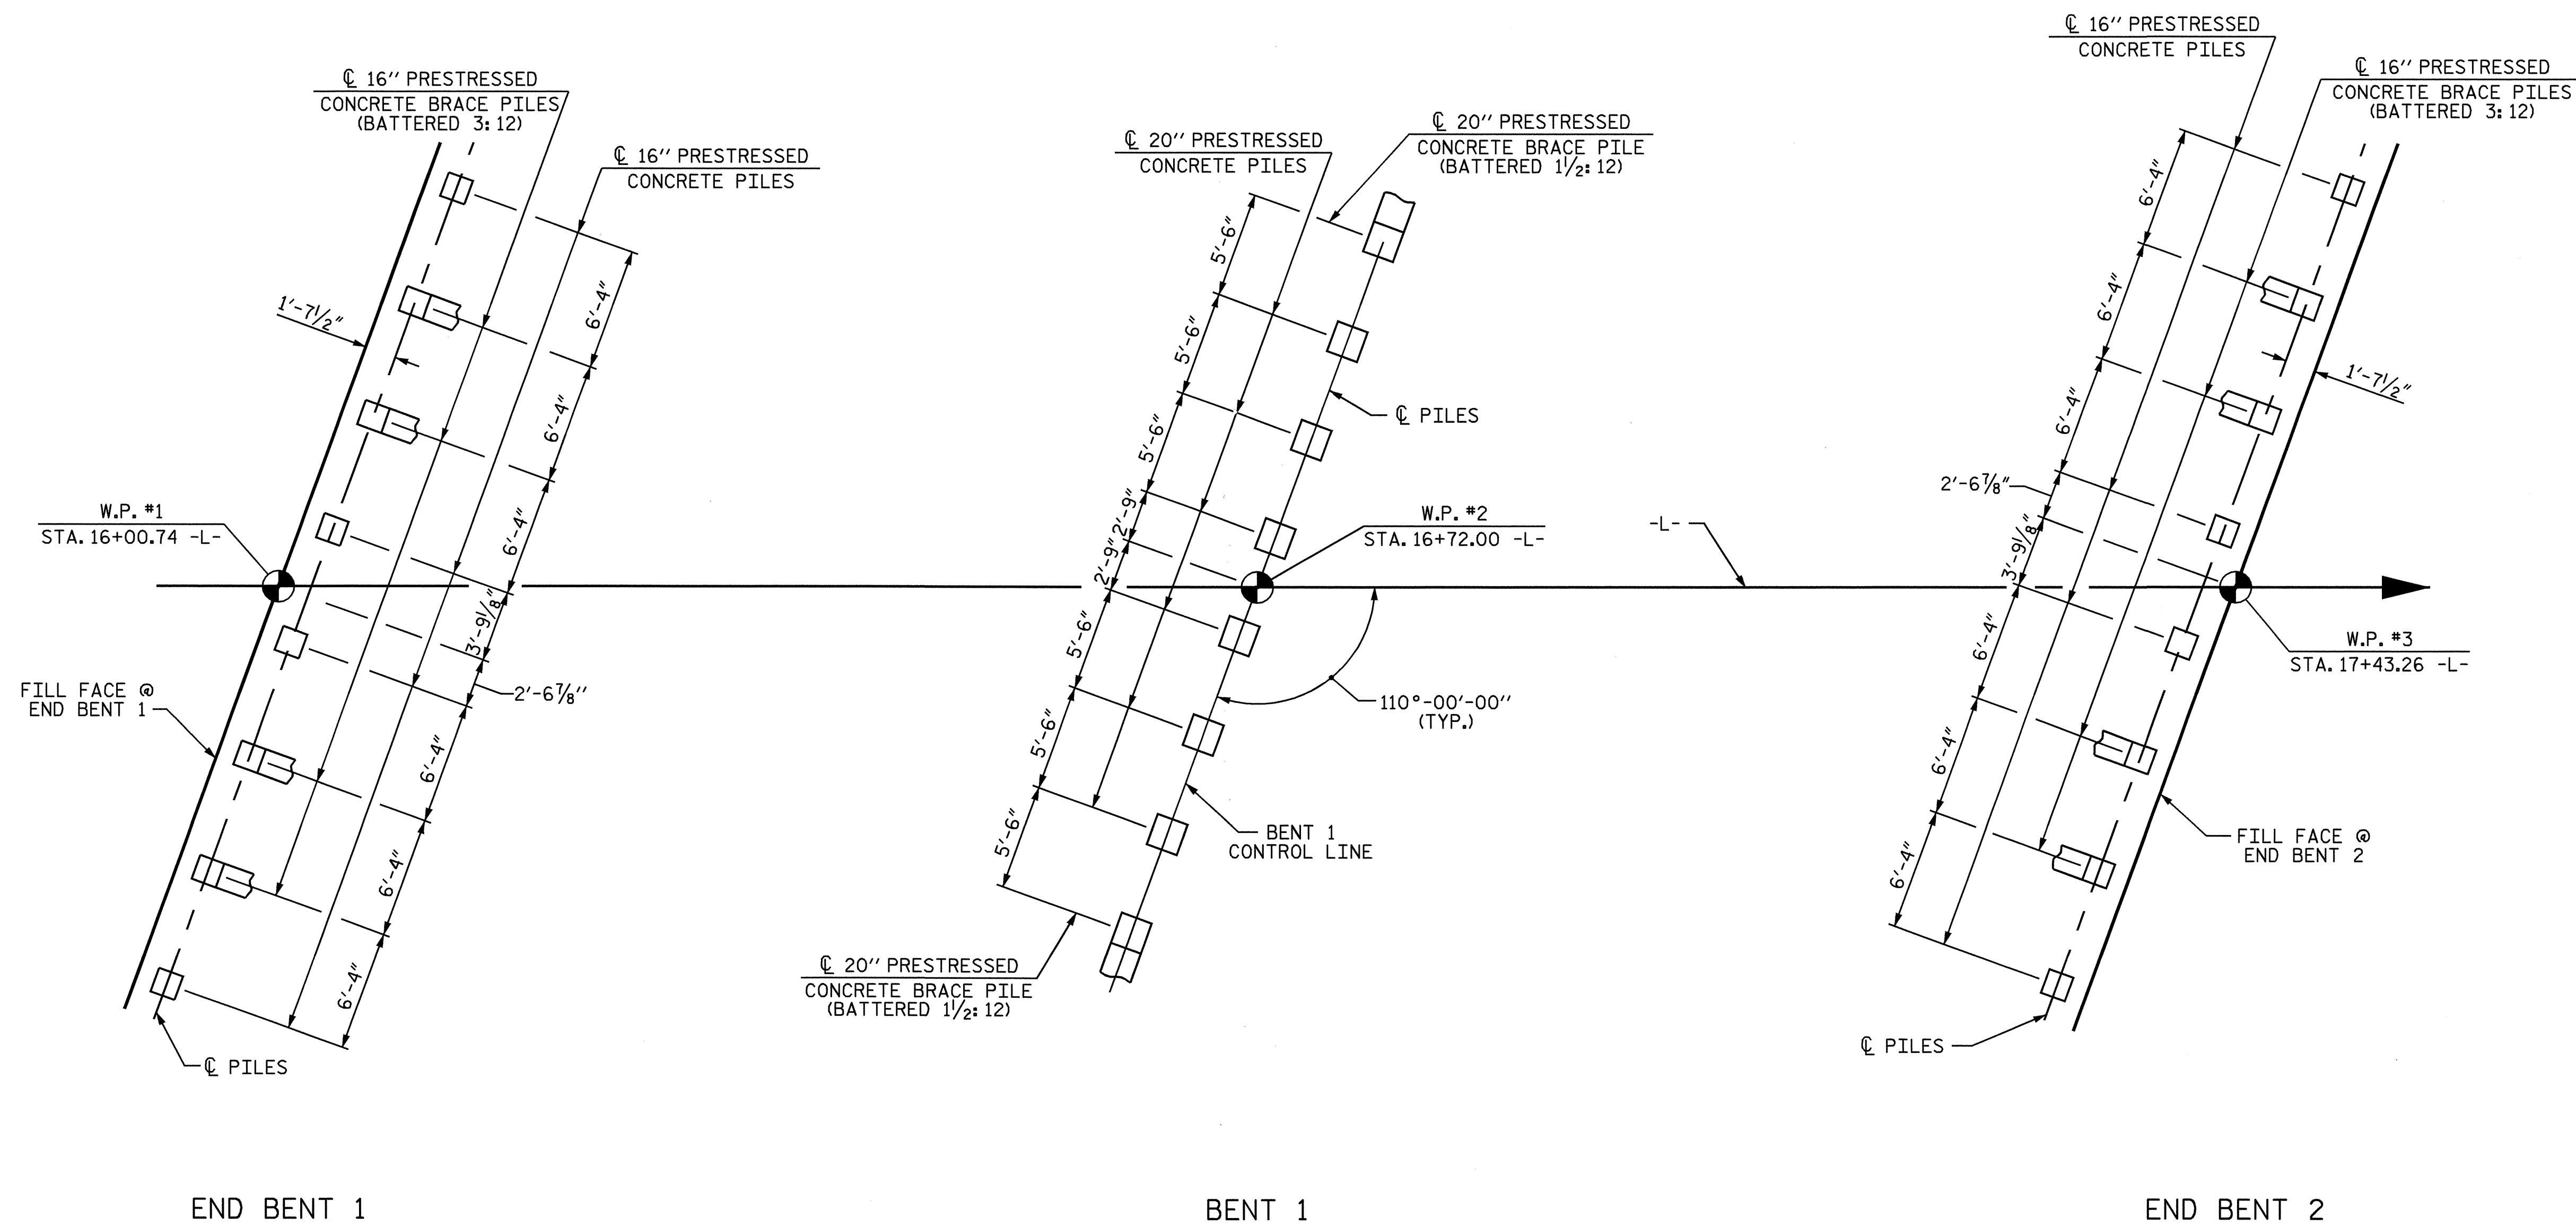 ℄ 16″ PRESTRESSED
CONCRETE BRACE PILES
(BATTERED 3:12)
℄ 16″ PRESTRESSED
CONCRETE PILES
1′-7½″
6′-4″
6′-4″
6′-4″
3′-9⅛″
2′-6⅞″
6′-4″
6′-4″
6′-4″
W.P. #1
STA. 16+00.74 -L-
FILL FACE @
END BENT 1
℄ PILES
END BENT 1
℄ 20″ PRESTRESSED
CONCRETE PILES
℄ 20″ PRESTRESSED
CONCRETE BRACE PILE
(BATTERED 1½:12)
5′-6″
5′-6″
5′-6″
2′-9″
2′-9″
5′-6″
5′-6″
5′-6″
℄ PILES
W.P. #2
STA. 16+72.00 -L-
-L-
110°-00′-00″
(TYP.)
BENT 1
CONTROL LINE
℄ 20″ PRESTRESSED
CONCRETE BRACE PILE
(BATTERED 1½:12)
BENT 1
℄ 16″ PRESTRESSED
CONCRETE PILES
℄ 16″ PRESTRESSED
CONCRETE BRACE PILES
(BATTERED 3:12)
6′-4″
6′-4″
6′-4″
2′-6⅞″
3′-9⅛″
6′-4″
6′-4″
6′-4″
1′-7½″
W.P. #3
STA. 17+43.26 -L-
FILL FACE @
END BENT 2
℄ PILES
END BENT 2